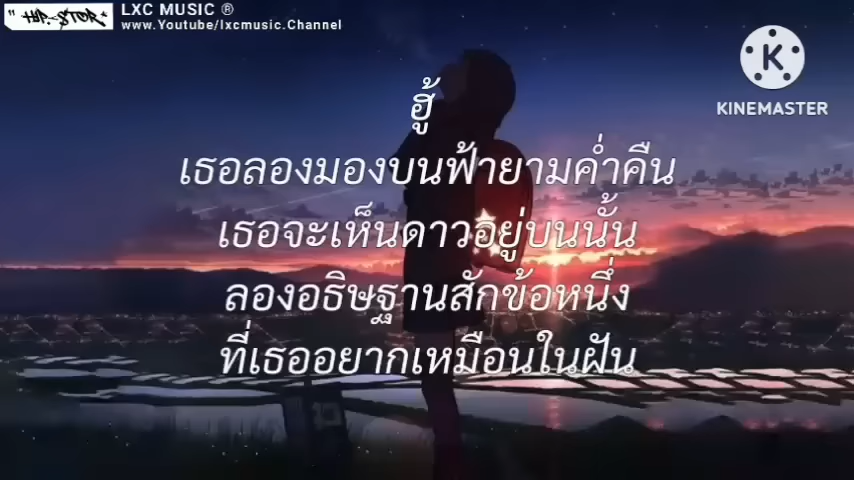 "HIP-STOR"
LXC MUSIC ®
www.Youtube/lxcmusic.Channel
K
KINEMASTER
ฮู้
เธอลองมองบนฟ้ายามค่ำคืน
เธอจะเห็นดาวอยู่บนนั้น
ลองอธิษฐานสักข้อหนึ่ง
ที่เธออยากเหมือนในฝัน